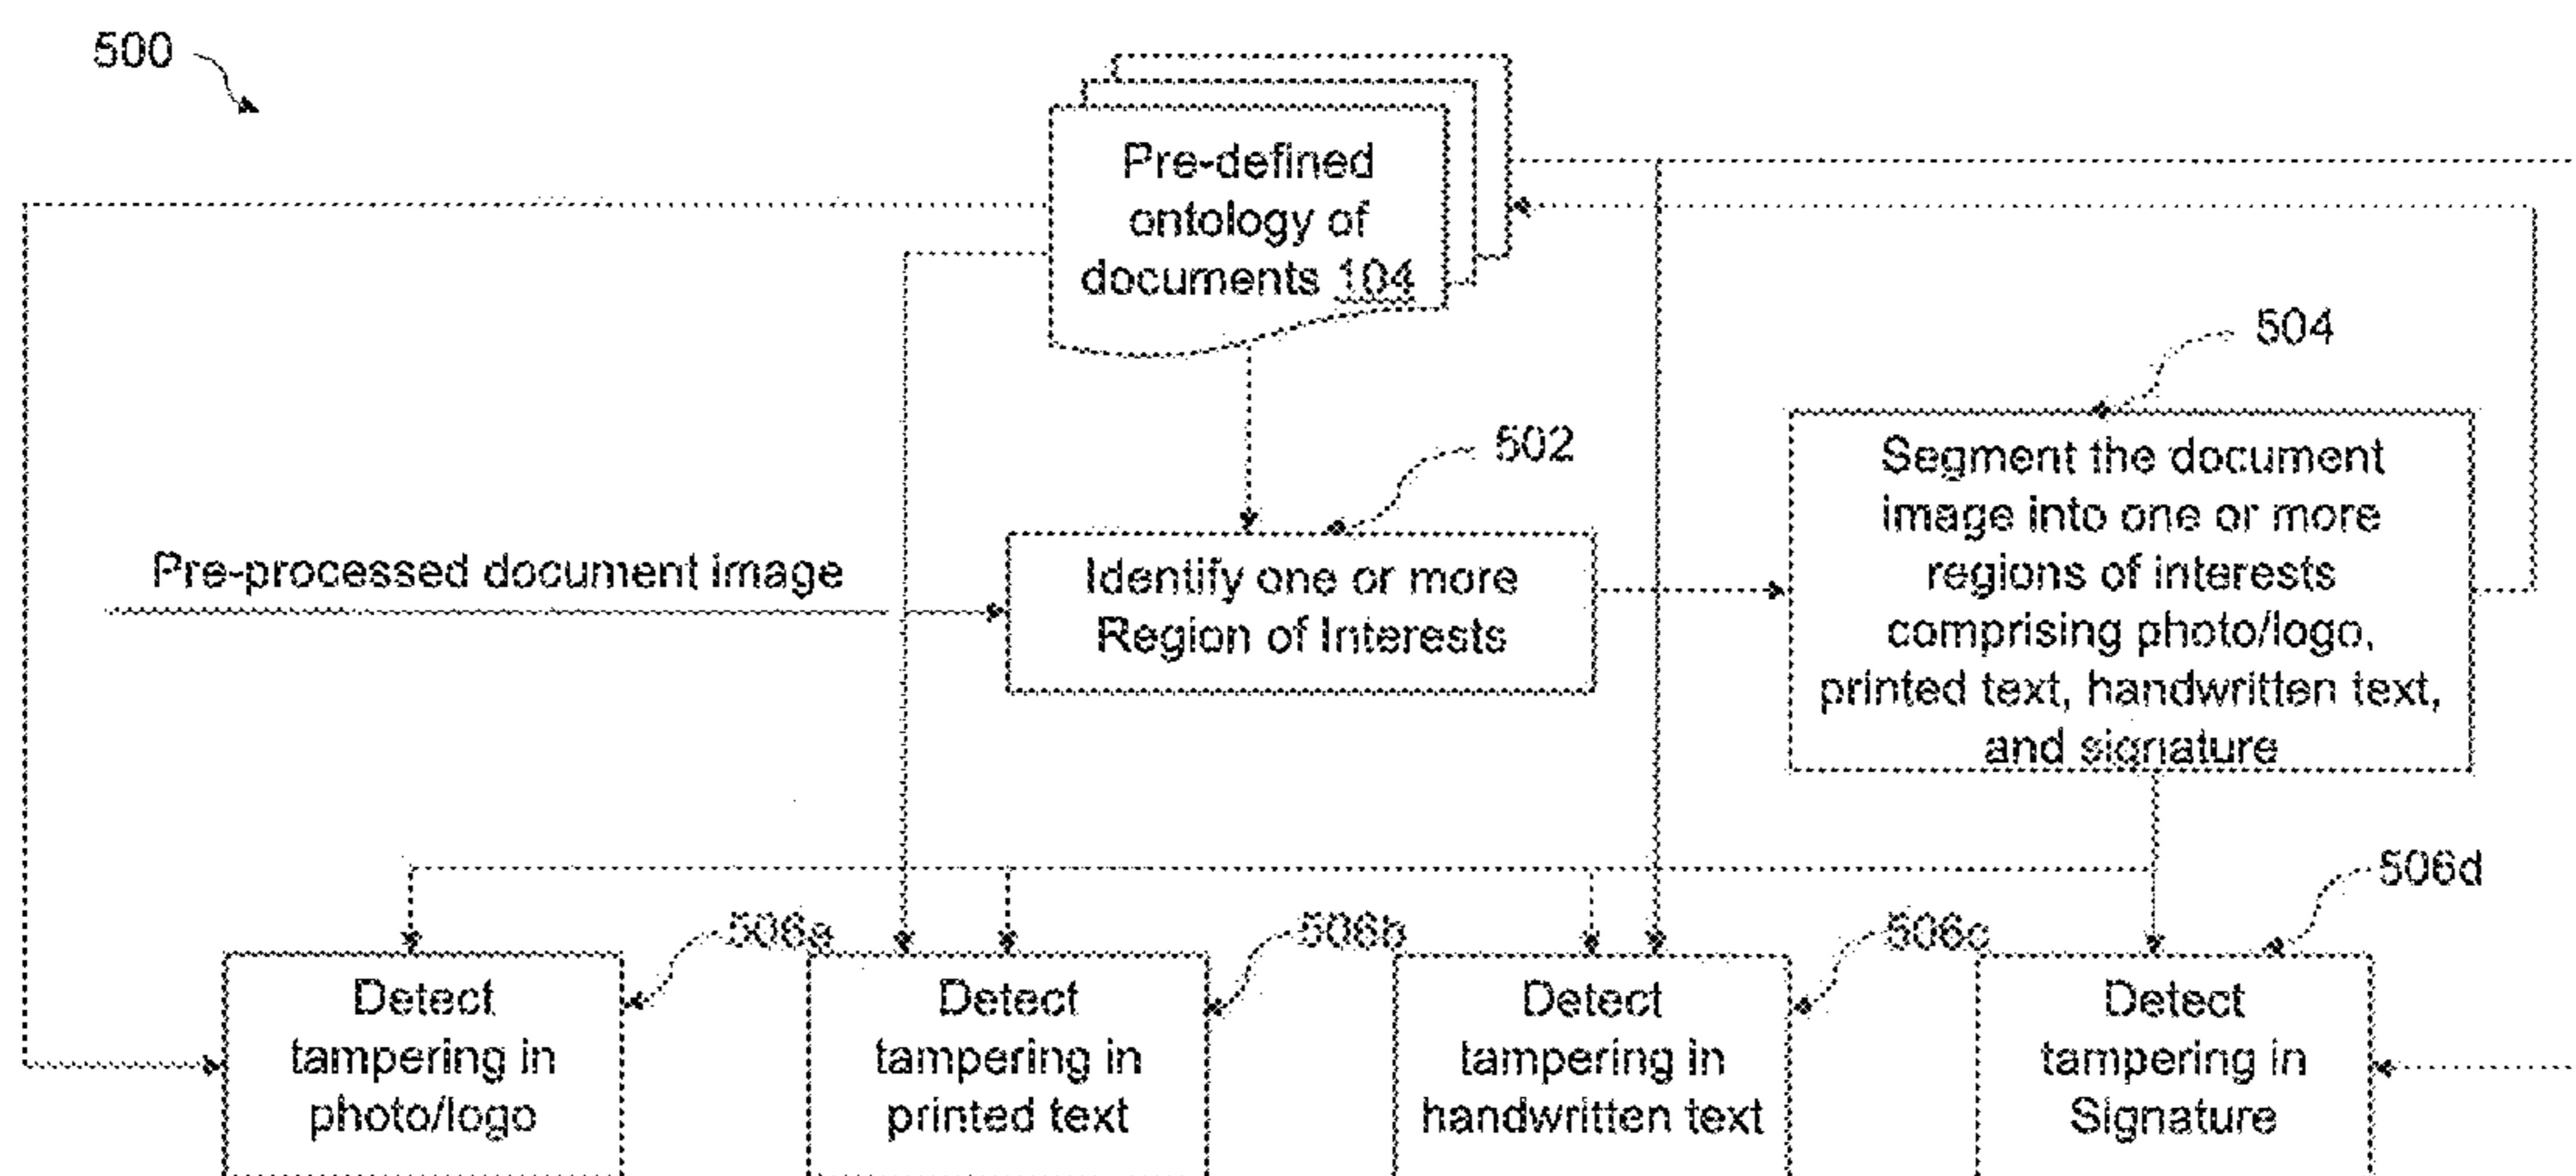 500
Pre-defined
ontology of
documents 104
504
502
Segment the document
image into one or more
regions of interests
comprising photo/logo,
printed text, handwritten text,
and signature
Pre-processed document image
Identify one or more
Region of Interests
506a
506b
506c
506d
Detect
tampering in
photo/logo
Detect
tampering in
printed text
Detect
tampering in
handwritten text
Detect
tampering in
Signature